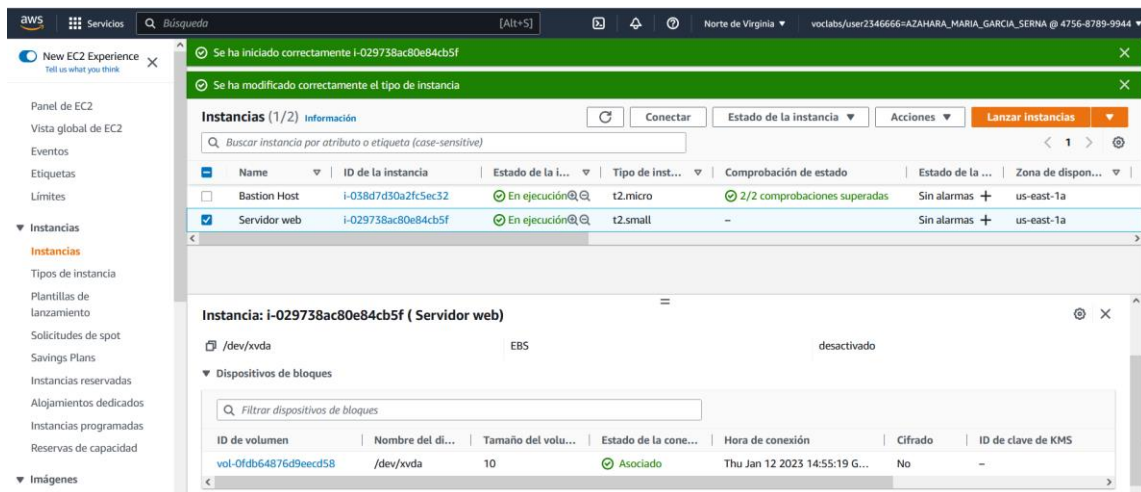 aws Servicios Búsqueda [Alt+S] Norte de Virginia ▼ voclabs/user2346666=AZAHARA_MARIA_GARCIA_SERNA @ 4756-8789-9944 ▼
New EC2 Experience
Tell us what you think
Panel de EC2
Vista global de EC2
Eventos
Etiquetas
Límites
▼ Instancias
Instancias
Tipos de instancia
Plantillas de
lanzamiento
Solicitudes de spot
Savings Plans
Instancias reservadas
Alojamientos dedicados
Instancias programadas
Reservas de capacidad
▼ Imágenes
Se ha iniciado correctamente i-029738ac80e84cb5f
Se ha modificado correctamente el tipo de instancia
Instancias (1/2) Información Conectar Estado de la instancia ▼ Acciones ▼ Lanzar instancias ▼
Buscar instancia por atributo o etiqueta (case-sensitive) < 1 >
Name ID de la instancia Estado de la i... Tipo de inst... Comprobación de estado Estado de la ... Zona de dispon...
Bastion Host i-038d7d30a2fc5ec32 En ejecución t2.micro 2/2 comprobaciones superadas Sin alarmas + us-east-1a
Servidor web i-029738ac80e84cb5f En ejecución t2.small – Sin alarmas + us-east-1a
Instancia: i-029738ac80e84cb5f ( Servidor web)
/dev/xvda EBS desactivado
▼ Dispositivos de bloques
Filtrar dispositivos de bloques
ID de volumen Nombre del di... Tamaño del volu... Estado de la cone... Hora de conexión Cifrado ID de clave de KMS
vol-0fdb64876d9eecd58 /dev/xvda 10 Asociado Thu Jan 12 2023 14:55:19 G... No –